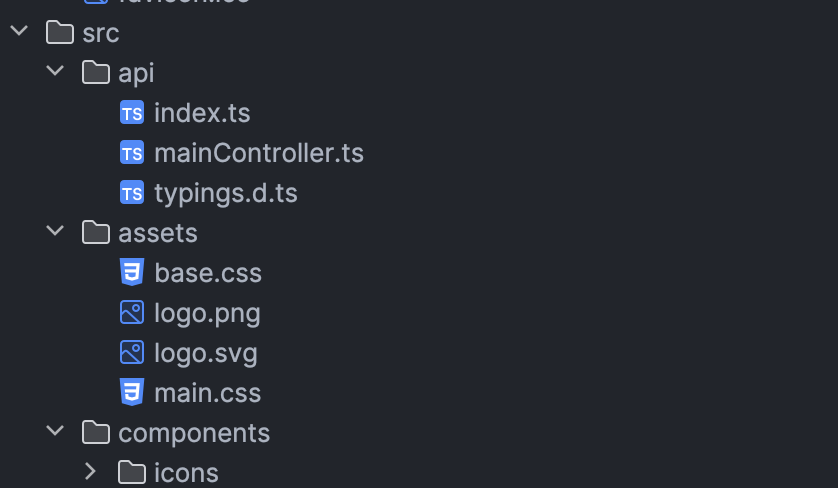 src
api
TS index.ts
TS mainController.ts
TS typings.d.ts
assets
base.css
logo.png
logo.svg
main.css
components
icons